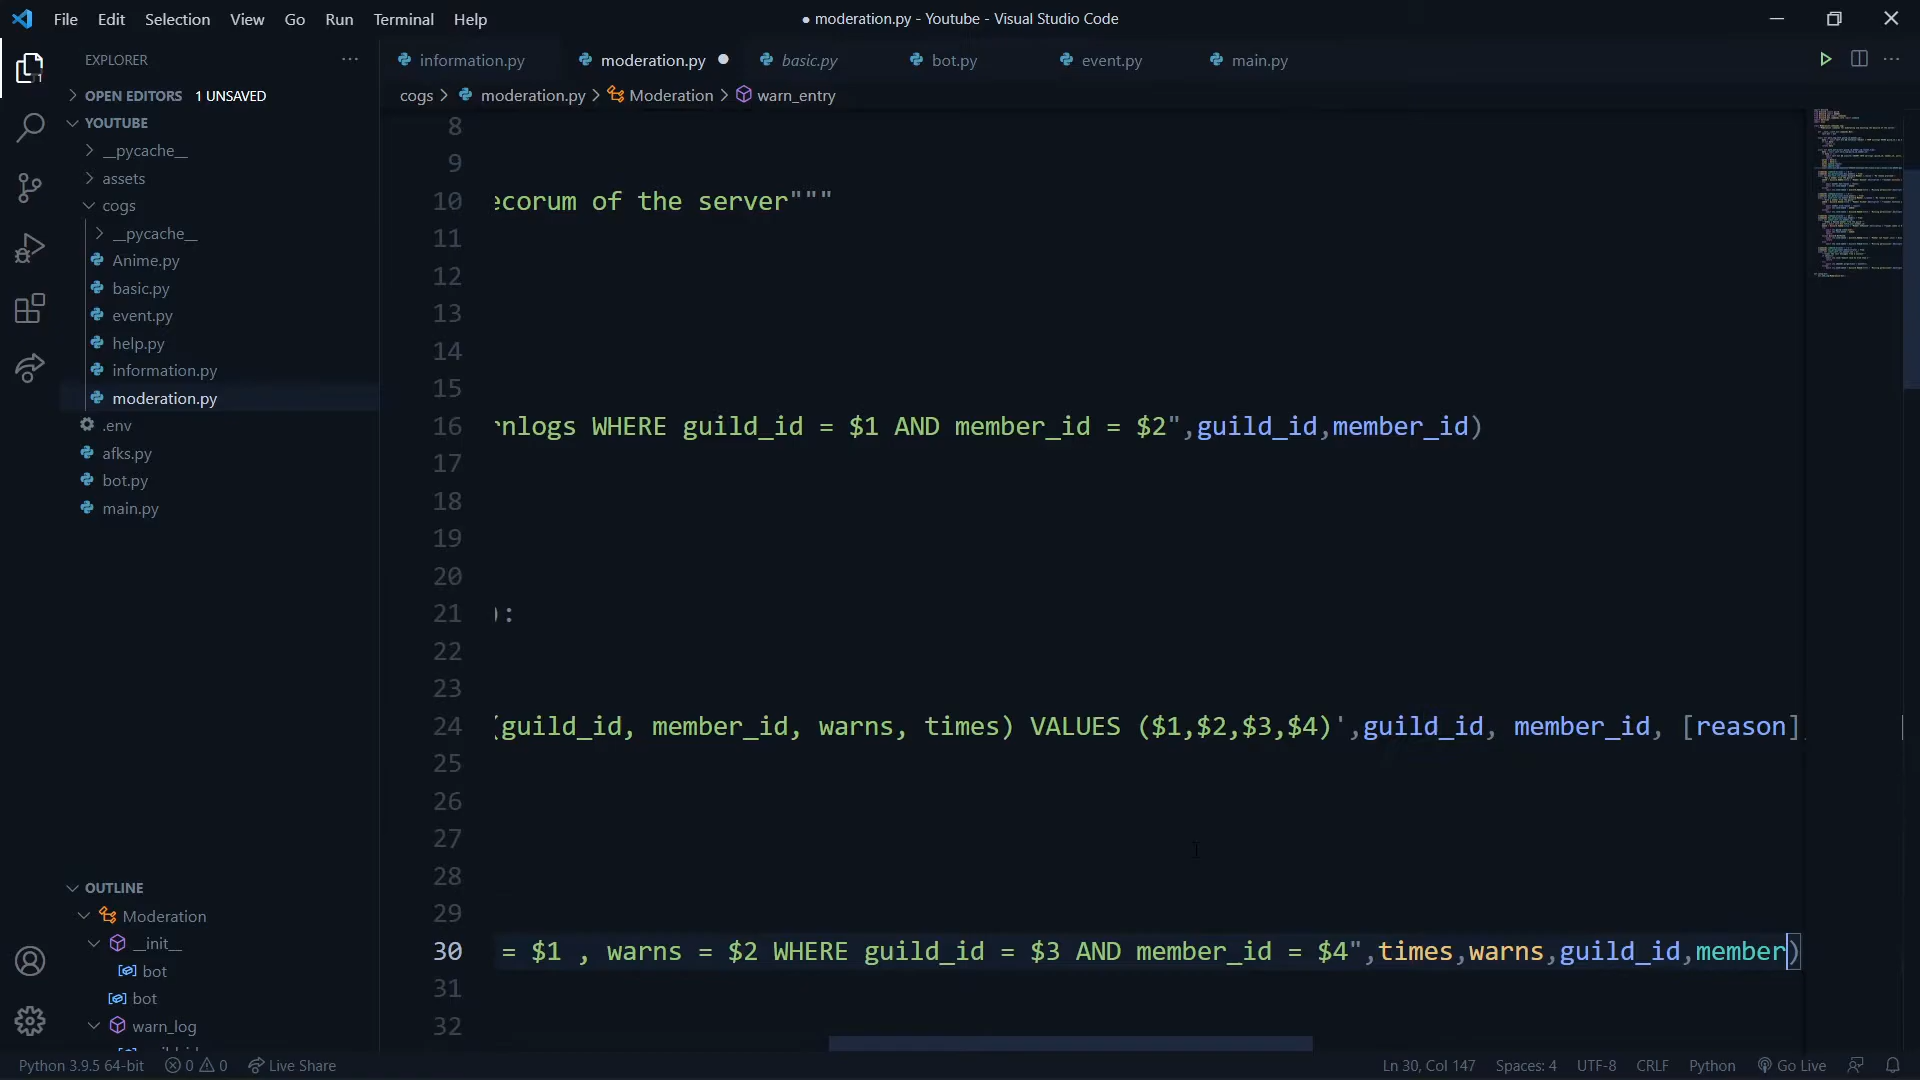 File Edit Selection View Go Run Terminal Help
● moderation.py - Youtube - Visual Studio Code
EXPLORER
OPEN EDITORS 1 UNSAVED
YOUTUBE
__pycache__
assets
cogs
__pycache__
Anime.py
basic.py
event.py
help.py
information.py
moderation.py
.env
afks.py
bot.py
main.py
OUTLINE
Moderation
__init__
bot
bot
warn_log
information.py moderation.py basic.py bot.py event.py main.py
cogs > moderation.py > Moderation > warn_entry
8
9
10 ecorum of the server"""
11
12
13
14
15
16 rnlogs WHERE guild_id = $1 AND member_id = $2",guild_id,member_id)
17
18
19
20
21 ):
22
23
24 (guild_id, member_id, warns, times) VALUES ($1,$2,$3,$4)',guild_id, member_id, [reason]
25
26
27
28
29
30 = $1 , warns = $2 WHERE guild_id = $3 AND member_id = $4",times,warns,guild_id,member)
31
32
Python 3.9.5 64-bit 0 0 Live Share Ln 30, Col 147 Spaces: 4 UTF-8 CRLF Python Go Live